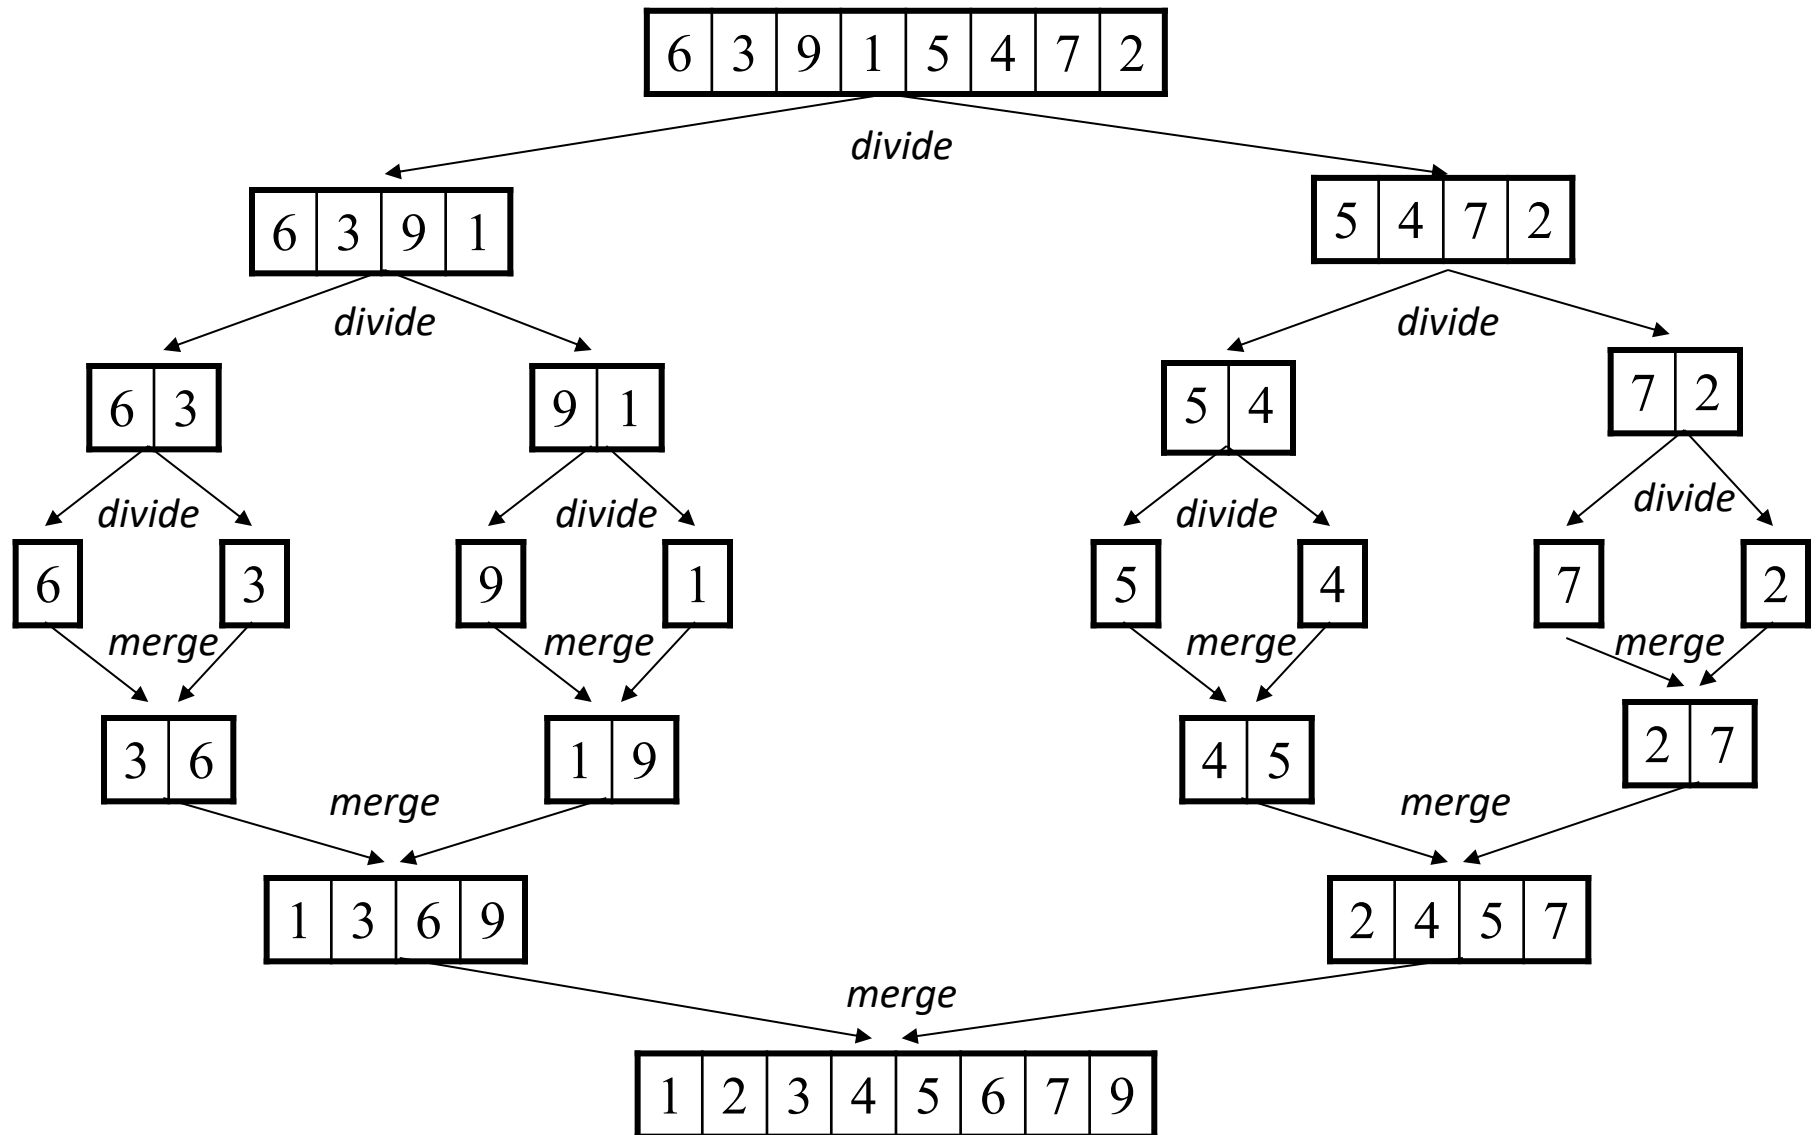 6 3 9 1 5 4 7 2
divide
6 3 9 1 5 4 7 2
divide divide
6 3 9 1 5 4 7 2
divide divide divide divide
6 3 9 1 5 4 7 2
merge merge merge merge
3 6 1 9 4 5 2 7
merge merge
1 3 6 9 2 4 5 7
merge
1 2 3 4 5 6 7 9